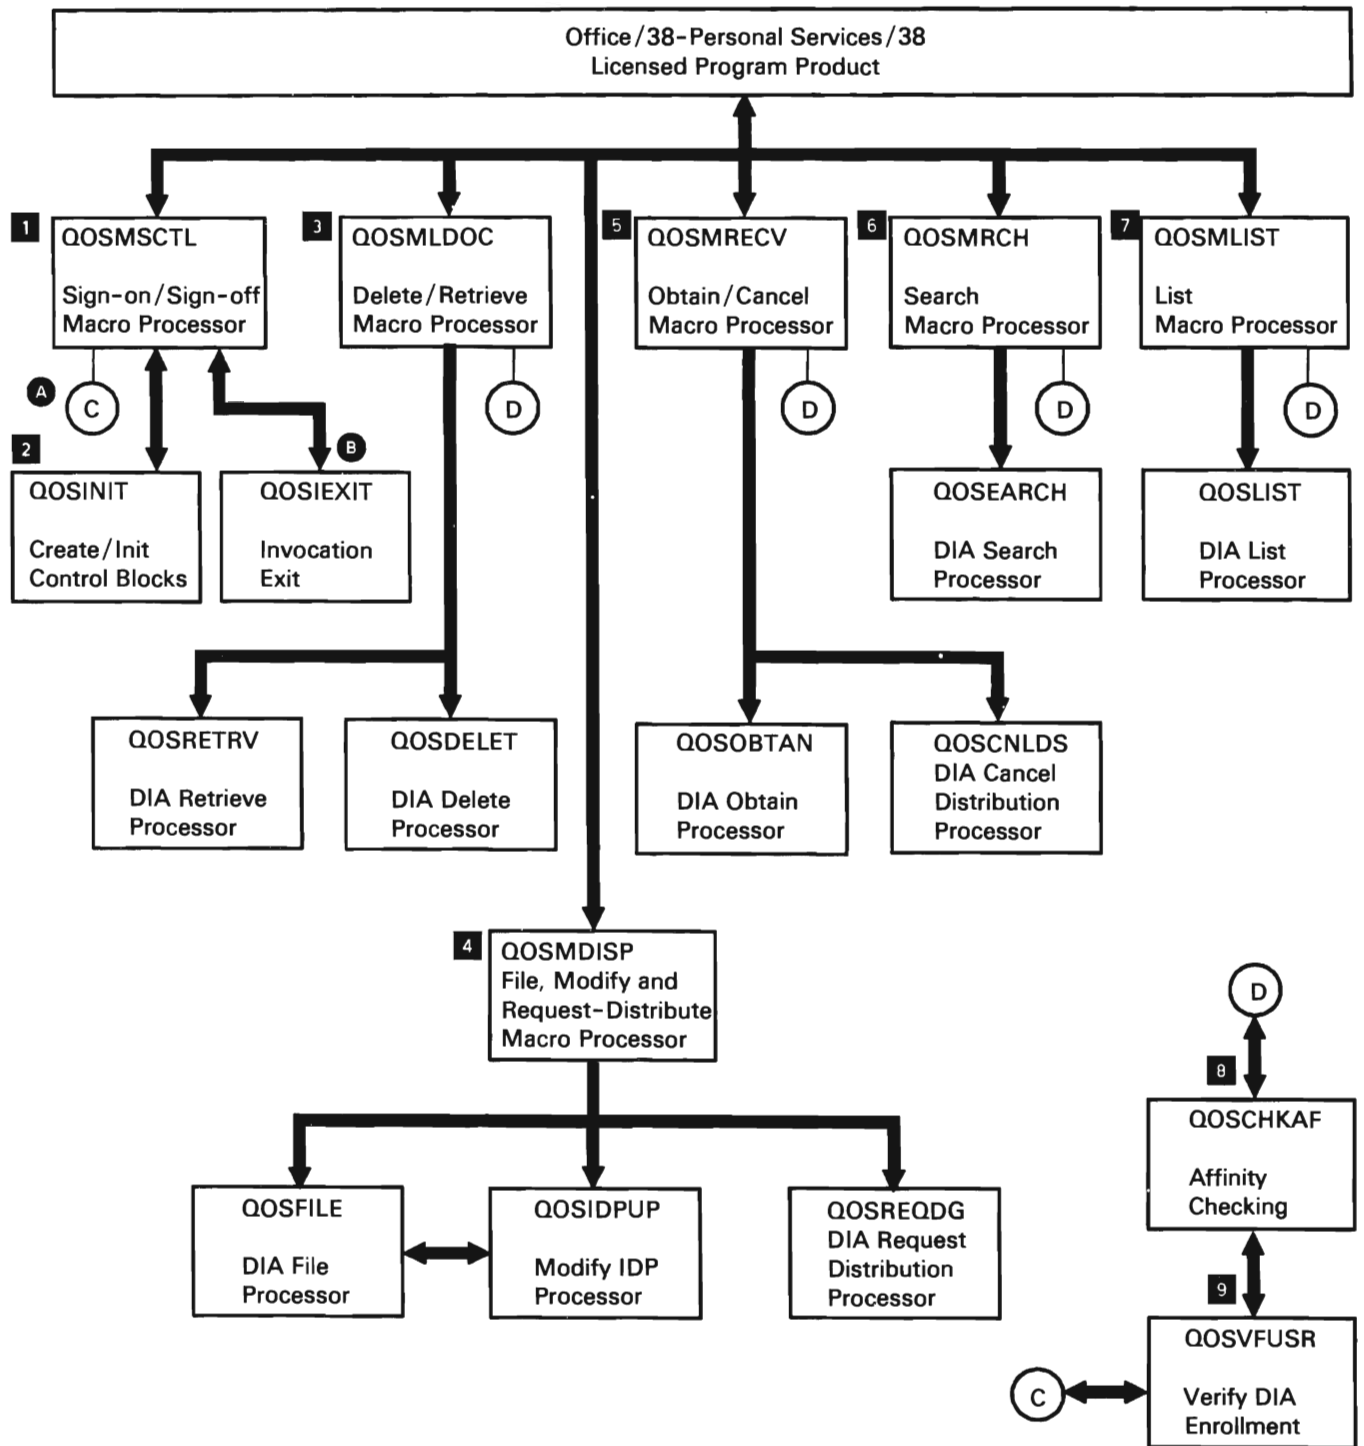 Office/38-Personal Services/38
Licensed Program Product
1
QOSMSCTL
Sign-on/Sign-off
Macro Processor
3
QOSMLDOC
Delete/Retrieve
Macro Processor
5
QOSMRECV
Obtain/Cancel
Macro Processor
6
QOSMRCH
Search
Macro Processor
7
QOSMLIST
List
Macro Processor
A
C
D
D
D
D
2
B
QOSINIT
Create/Init
Control Blocks
QOSIEXIT
Invocation
Exit
QOSEARCH
DIA Search
Processor
QOSLIST
DIA List
Processor
QOSRETRV
DIA Retrieve
Processor
QOSDELET
DIA Delete
Processor
QOSOBTAN
DIA Obtain
Processor
QOSCNLDS
DIA Cancel
Distribution
Processor
4
QOSMDISP
File, Modify and
Request-Distribute
Macro Processor
D
8
QOSCHKAF
Affinity
Checking
QOSFILE
DIA File
Processor
QOSIDPUP
Modify IDP
Processor
QOSREQDG
DIA Request
Distribution
Processor
9
QOSVFUSR
Verify DIA
Enrollment
C